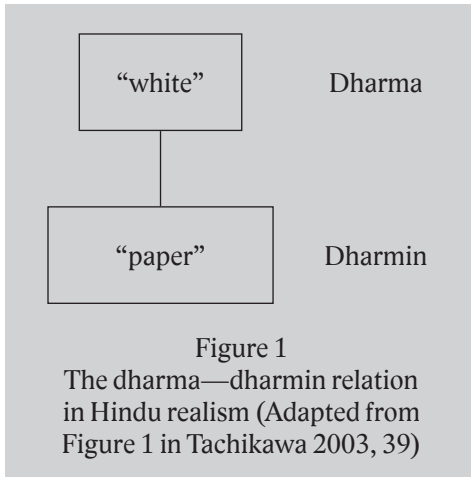 “white” Dharma
“paper” Dharmin
Figure 1
The dharma—dharmin relation
in Hindu realism (Adapted from
Figure 1 in Tachikawa 2003, 39)